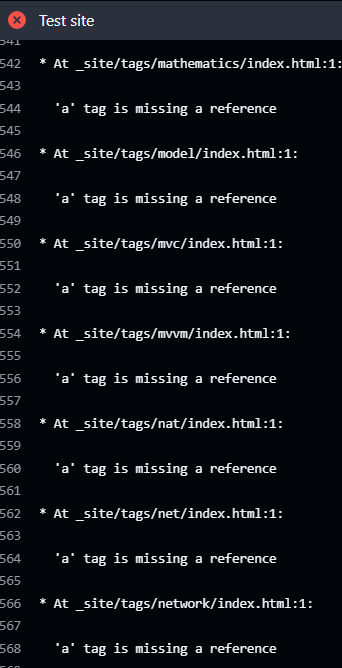 Test site
541
542 * At _site/tags/mathematics/index.html:1:
543
544 'a' tag is missing a reference
545
546 * At _site/tags/model/index.html:1:
547
548 'a' tag is missing a reference
549
550 * At _site/tags/mvc/index.html:1:
551
552 'a' tag is missing a reference
553
554 * At _site/tags/mvvm/index.html:1:
555
556 'a' tag is missing a reference
557
558 * At _site/tags/nat/index.html:1:
559
560 'a' tag is missing a reference
561
562 * At _site/tags/net/index.html:1:
563
564 'a' tag is missing a reference
565
566 * At _site/tags/network/index.html:1:
567
568 'a' tag is missing a reference